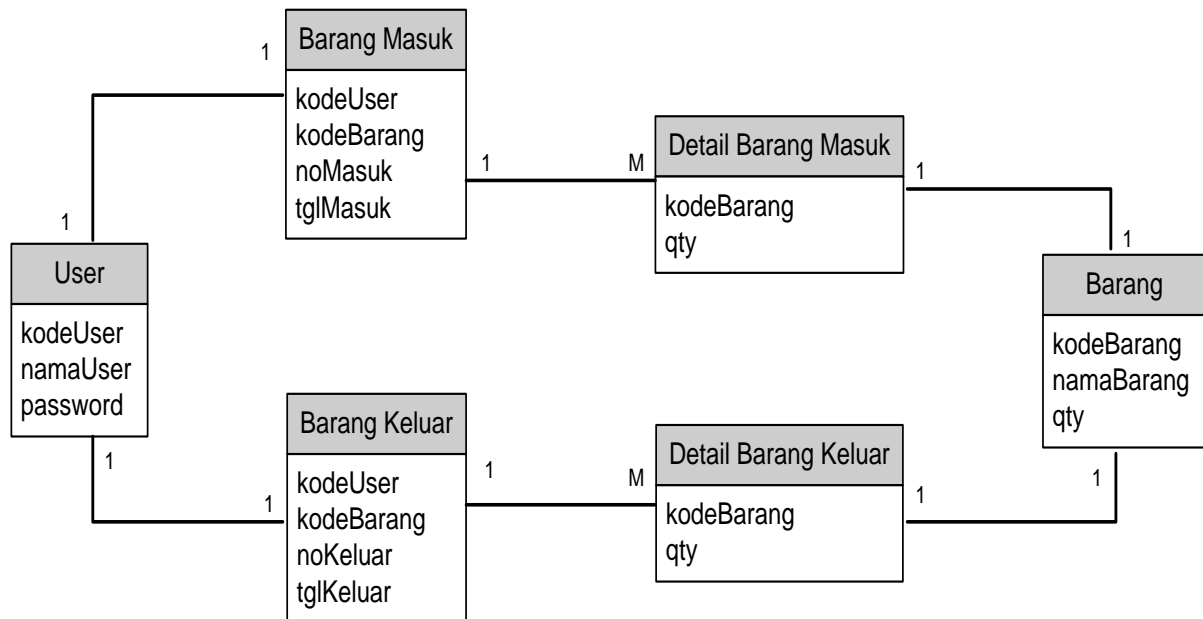 Barang Masuk
kodeUser
kodeBarang
noMasuk
tglMasuk
1
1
1
M
Detail Barang Masuk
kodeBarang
qty
1
1
User
kodeUser
namaUser
password
Barang
kodeBarang
namaBarang
qty
1
1
Barang Keluar
kodeUser
kodeBarang
noKeluar
tglKeluar
1
M
Detail Barang Keluar
kodeBarang
qty
1
1